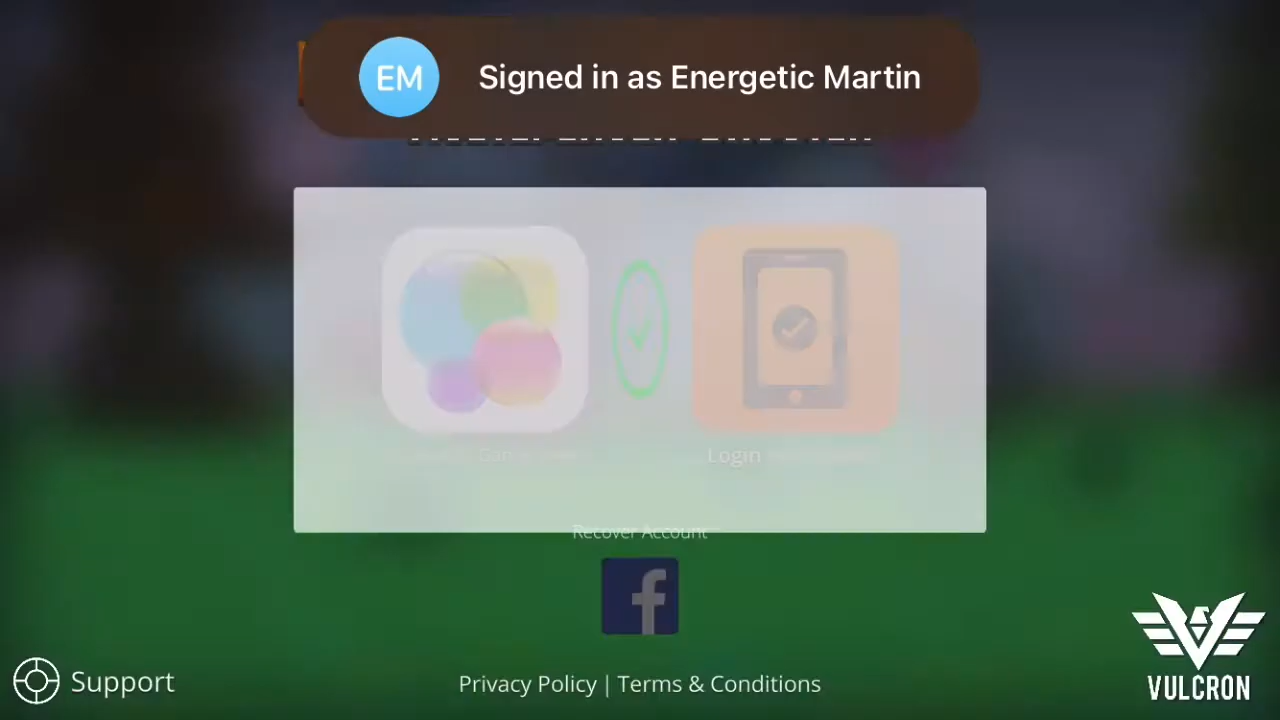 EM
Signed in as Energetic Martin
Login
Recover Account
f
Support
Privacy Policy | Terms & Conditions
VULCRON